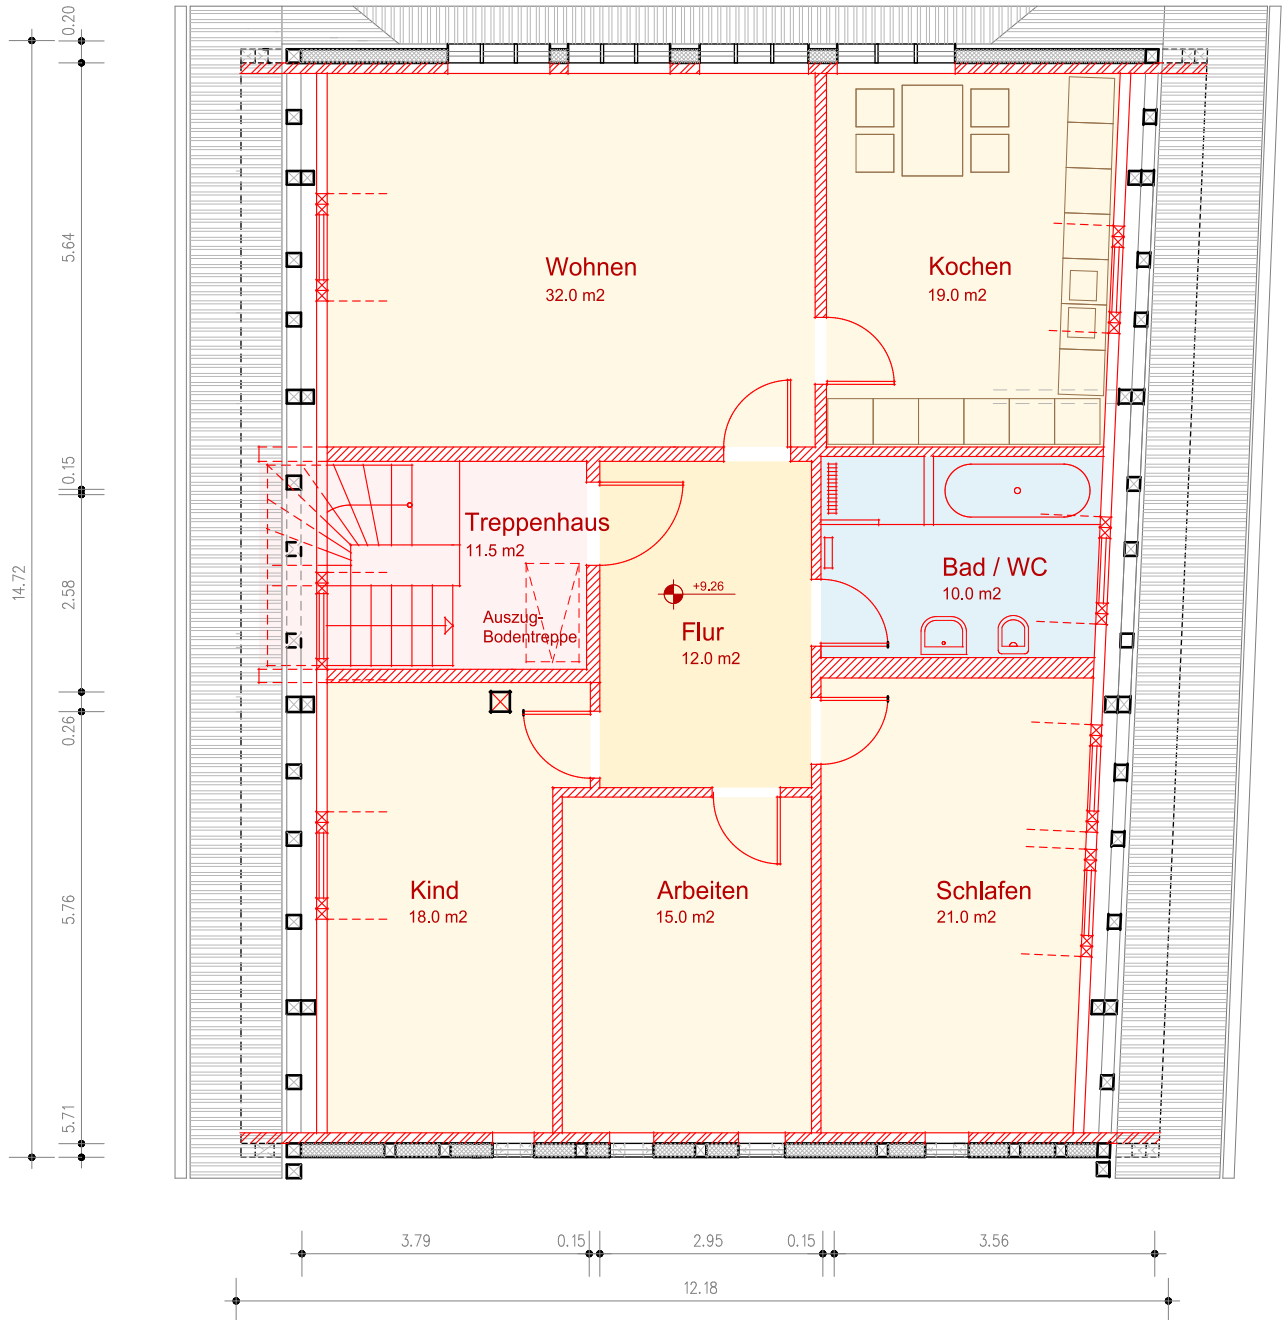 0.20
5.64
0.15
14.72
2.58
0.26
5.76
5.71
Wohnen
32.0 m2
Kochen
19.0 m2
Treppenhaus
11.5 m2
Auszug-
Bodentreppe
+9.26
Flur
12.0 m2
Bad / WC
10.0 m2
Kind
18.0 m2
Arbeiten
15.0 m2
Schlafen
21.0 m2
3.79 0.15 2.95 0.15 3.56
12.18